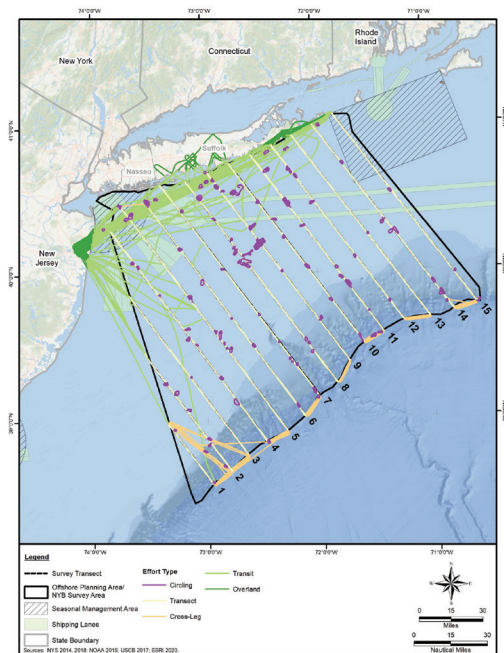 74°0'0"W
73°0'0"W
72°0'0"W
71°0'0"W
Rhode
Island
Connecticut
New York
41°0'0"N
Suffolk
Nassau
New
Jersey
40°0'0"N
39°0'0"N
1
2
3
4
5
6
7
8
9
10
11
12
13
14
15
74°0'0"W
73°0'0"W
72°0'0"W
71°0'0"W
Legend
Survey Transect
Offshore Planning Area/
NYB Survey Area
Seasonal Management Area
Shipping Lanes
State Boundary
Effort Type
Circling
Transect
Cross-Leg
Transit
Overland
N
W
E
S
0 15 30
Miles
0 15 30
Nautical Miles
Sources: NYS 2014, 2018; NOAA 2015; USCB 2017; ESRI 2020.